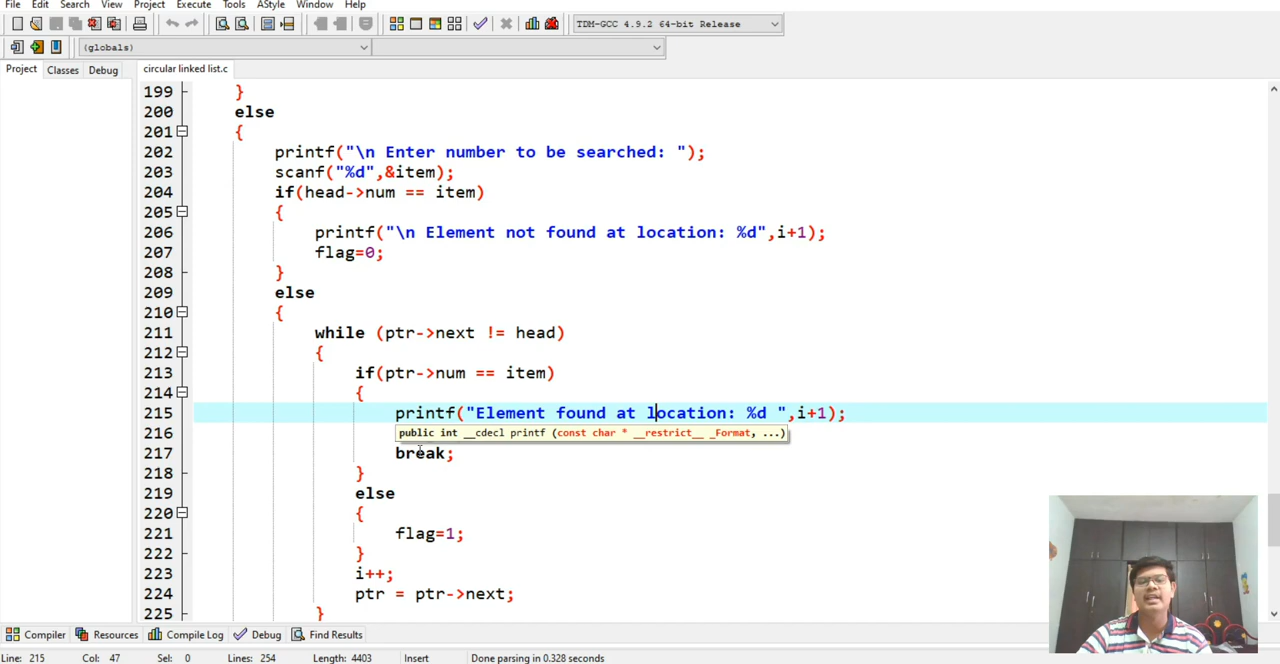 File Edit Search View Project Execute Tools AStyle Window Help
TDM-GCC 4.9.2 64-bit Release
(globals)
Project Classes Debug circular linked list.c
199 }
200 else
201 {
202 printf("\n Enter number to be searched: ");
203 scanf("%d",&item);
204 if(head->num == item)
205 {
206 printf("\n Element not found at location: %d",i+1);
207 flag=0;
208 }
209 else
210 {
211 while (ptr->next != head)
212 {
213 if(ptr->num == item)
214 {
215 printf("Element found at location: %d ",i+1);
216 public int __cdecl printf (const char * __restrict__ _Format, ...)
217 break;
218 }
219 else
220 {
221 flag=1;
222 }
223 i++;
224 ptr = ptr->next;
225 }
Compiler Resources Compile Log Debug Find Results
Line: 215 Col: 47 Sel: 0 Lines: 254 Length: 4403 Insert Done parsing in 0.328 seconds